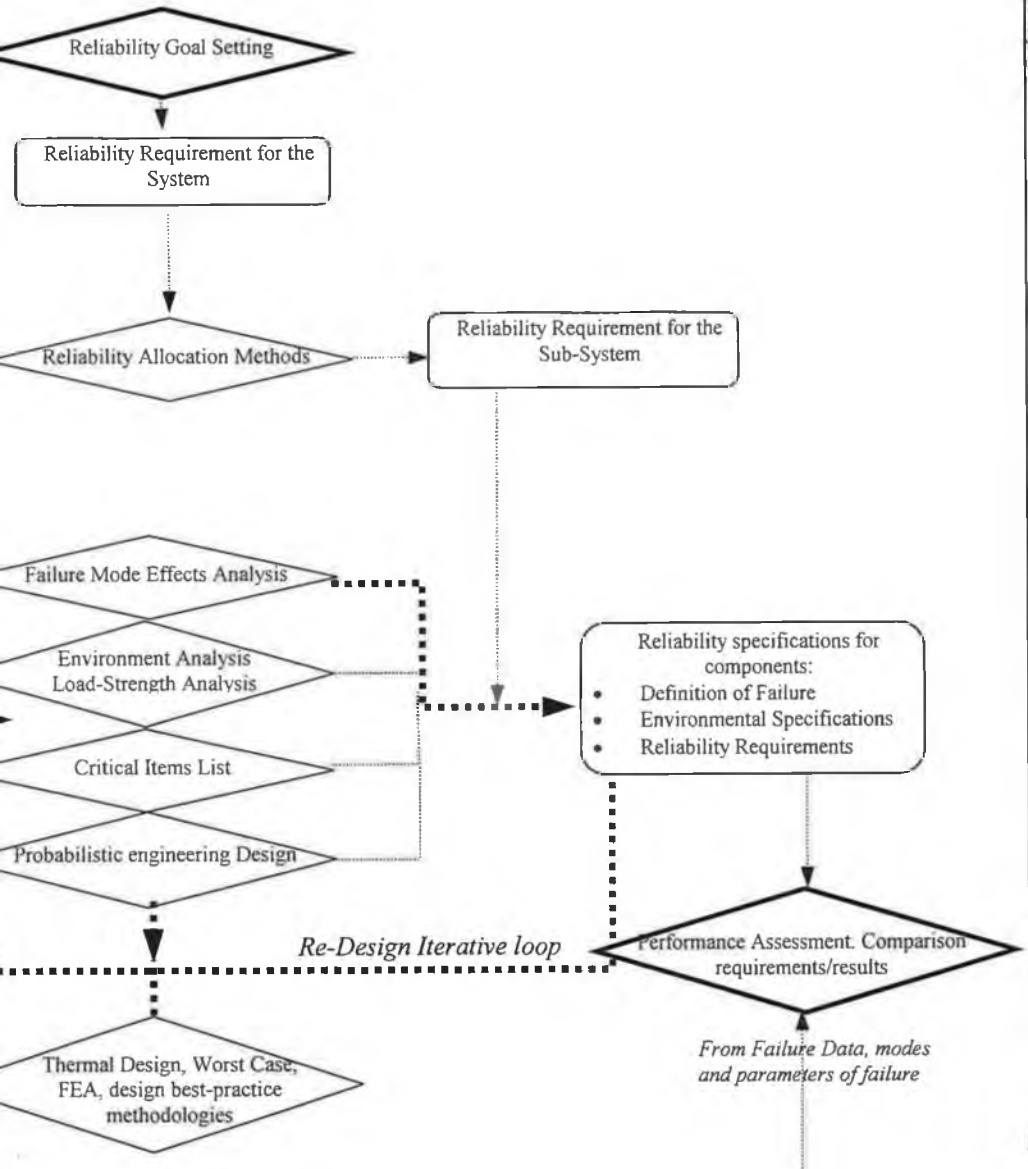 Reliability Goal Setting
Reliability Requirement for the
System
Reliability Allocation Methods
Reliability Requirement for the
Sub-System
Failure Mode Effects Analysis
Environment Analysis
Load-Strength Analysis
Critical Items List
Probabilistic engineering Design
Reliability specifications for
components:
• Definition of Failure
• Environmental Specifications
• Reliability Requirements
Re-Design Iterative loop
Performance Assessment. Comparison
requirements/results
Thermal Design, Worst Case,
FEA, design best-practice
methodologies
From Failure Data, modes
and parameters of failure